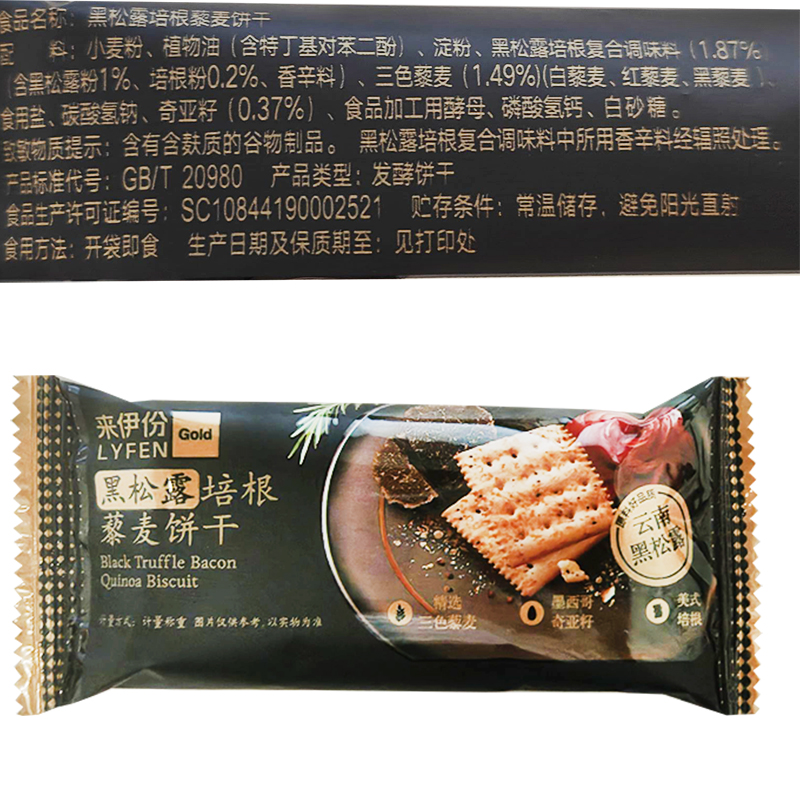 食品名称：黑松露培根藜麦饼干
配 料：小麦粉、植物油（含特丁基对苯二酚）、淀粉、黑松露培根复合调味料（1.87%）
（含黑松露粉1%、培根粉0.2%、香辛料）、三色藜麦（1.49%)(白藜麦、红藜麦、黑藜麦）、
食用盐、碳酸氢钠、奇亚籽（0.37%）、食品加工用酵母、磷酸氢钙、白砂糖。
致敏物质提示：含有含麸质的谷物制品。 黑松露培根复合调味料中所用香辛料经辐照处理。
产品标准代号：GB/T 20980 产品类型：发酵饼干
食品生产许可证编号：SC10844190002521 贮存条件：常温储存，避免阳光直射
食用方法：开袋即食 生产日期及保质期至：见打印处
来伊份
LYFEN
Gold
黑松露培根
藜麦饼干
Black Truffle Bacon
Quinoa Biscuit
计量方式：计量称重 图片仅供参考，以实物为准
云南
黑松露
精选
三色藜麦
墨西哥
奇亚籽
美式
培根